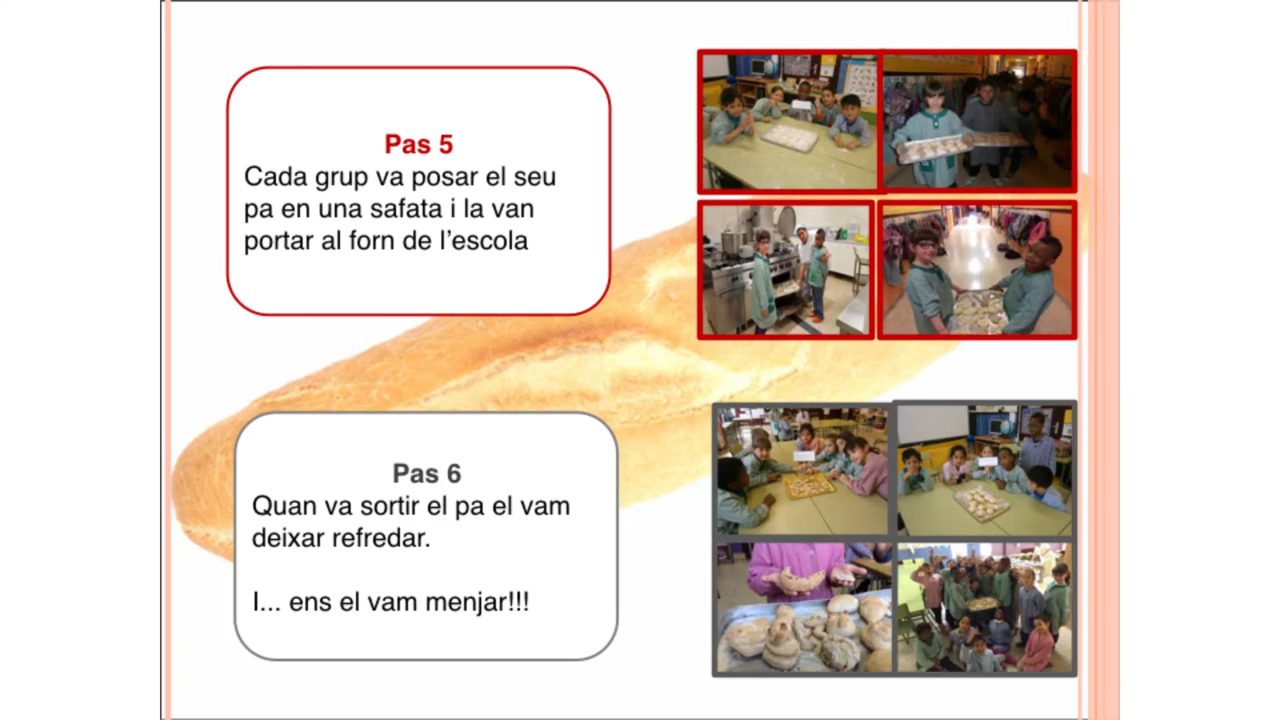 Pas 5
Cada grup va posar el seu
pa en una safata i la van
portar al forn de l’escola
Pas 6
Quan va sortir el pa el vam
deixar refredar.
I... ens el vam menjar!!!